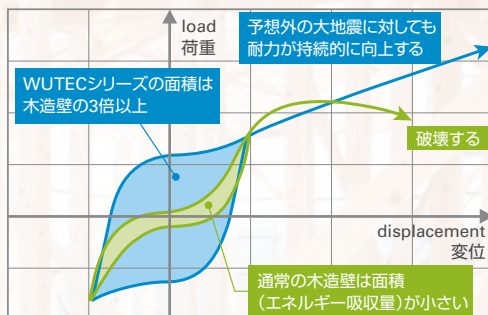 load
荷重
予想外の大地震に対しても
耐力が持続的に向上する
WUTECシリーズの面積は
木造壁の3倍以上
破壊する
displacement
変位
通常の木造壁は面積
（エネルギー吸収量）が小さい